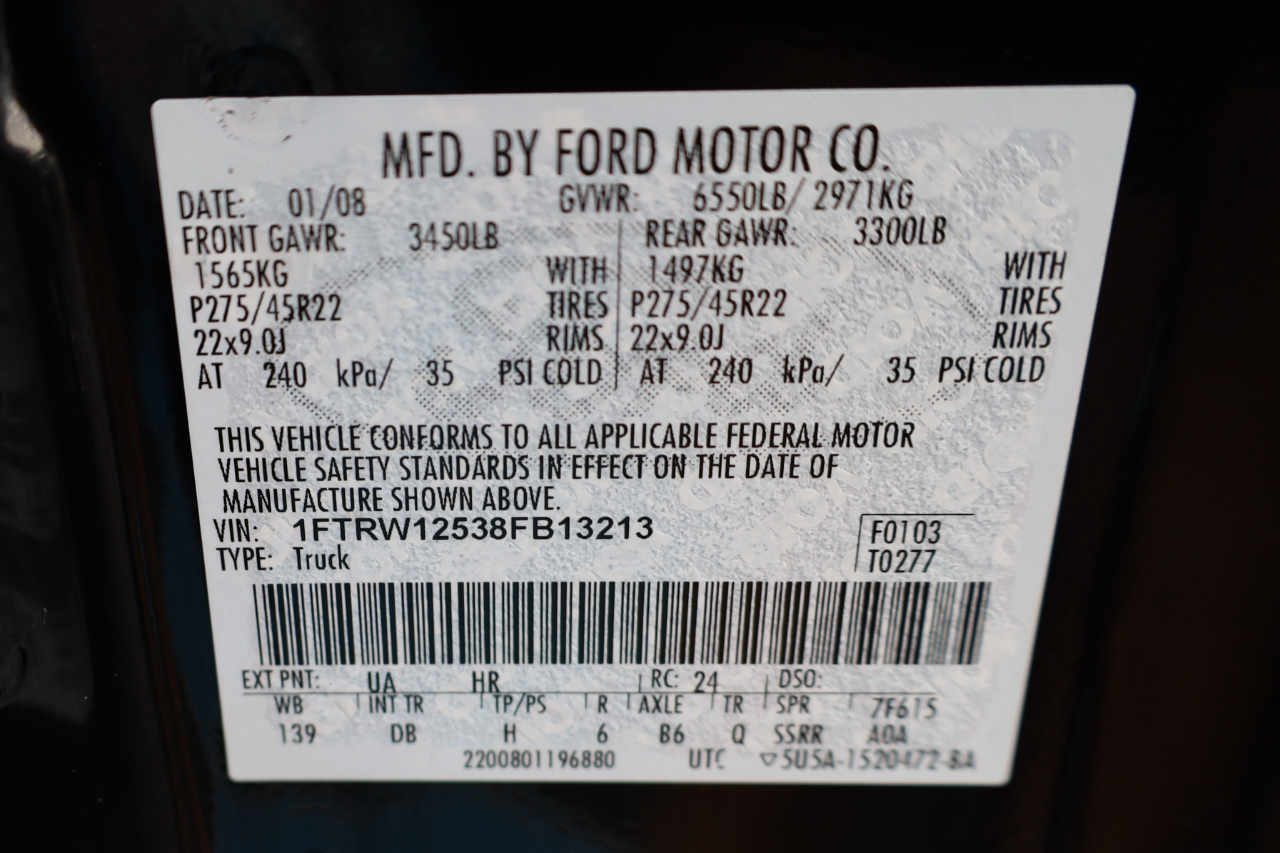 MFD. BY FORD MOTOR CO.
DATE: 01/08 GVWR: 6550LB/ 2971KG
FRONT GAWR: 3450LB REAR GAWR: 3300LB
1565KG WITH 1497KG WITH
P275/45R22 TIRES P275/45R22 TIRES
22x9.0J RIMS 22x9.0J RIMS
AT 240 kPa/ 35 PSI COLD AT 240 kPa/ 35 PSI COLD
THIS VEHICLE CONFORMS TO ALL APPLICABLE FEDERAL MOTOR
VEHICLE SAFETY STANDARDS IN EFFECT ON THE DATE OF
MANUFACTURE SHOWN ABOVE.
VIN: 1FTRW12538FB13213 F0103
TYPE: Truck T0277
EXT PNT: UA HR RC: 24 DSO:
WB INT TR TP/PS R AXLE TR SPR 7F615
139 DB H 6 B6 Q SSRR AOA
2200801196880 UTC ▽5U5A-1520472-BA